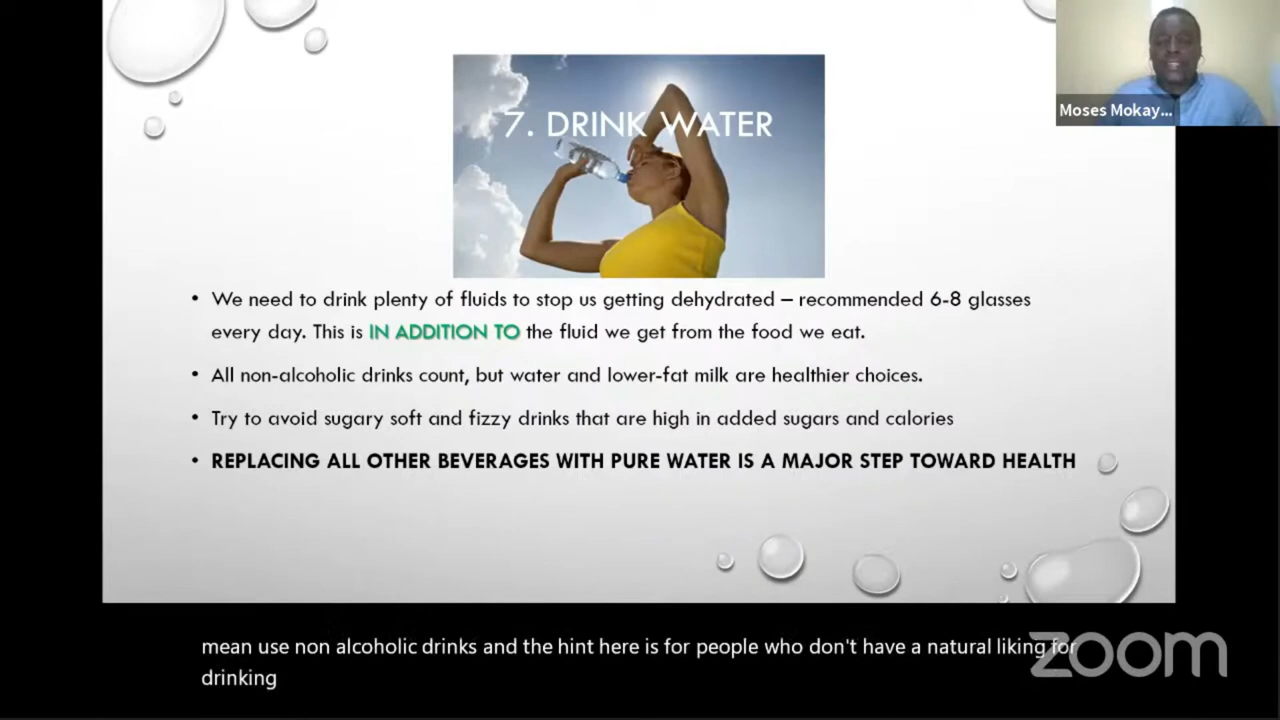 7. DRINK WATER
Moses Mokay...
• We need to drink plenty of fluids to stop us getting dehydrated – recommended 6-8 glasses
every day. This is IN ADDITION TO the fluid we get from the food we eat.
• All non-alcoholic drinks count, but water and lower-fat milk are healthier choices.
• Try to avoid sugary soft and fizzy drinks that are high in added sugars and calories
• REPLACING ALL OTHER BEVERAGES WITH PURE WATER IS A MAJOR STEP TOWARD HEALTH
mean use non alcoholic drinks and the hint here is for people who don't have a natural liking for
drinking
zoom